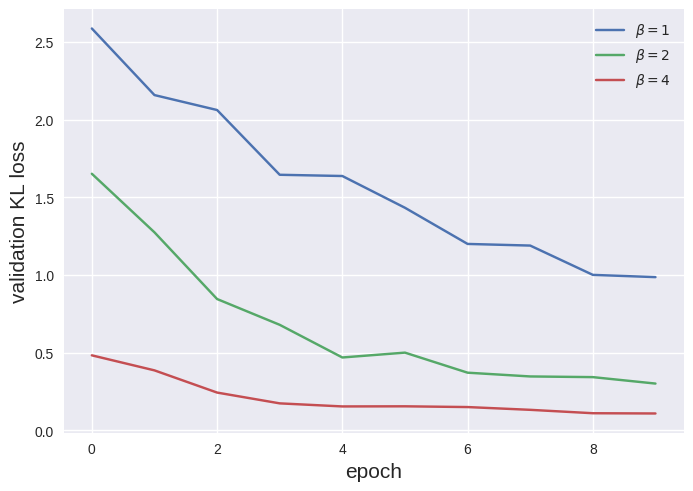 β = 1
β = 2
β = 4
validation KL loss
2.5
2.0
1.5
1.0
0.5
0.0
0 2 4 6 8
epoch